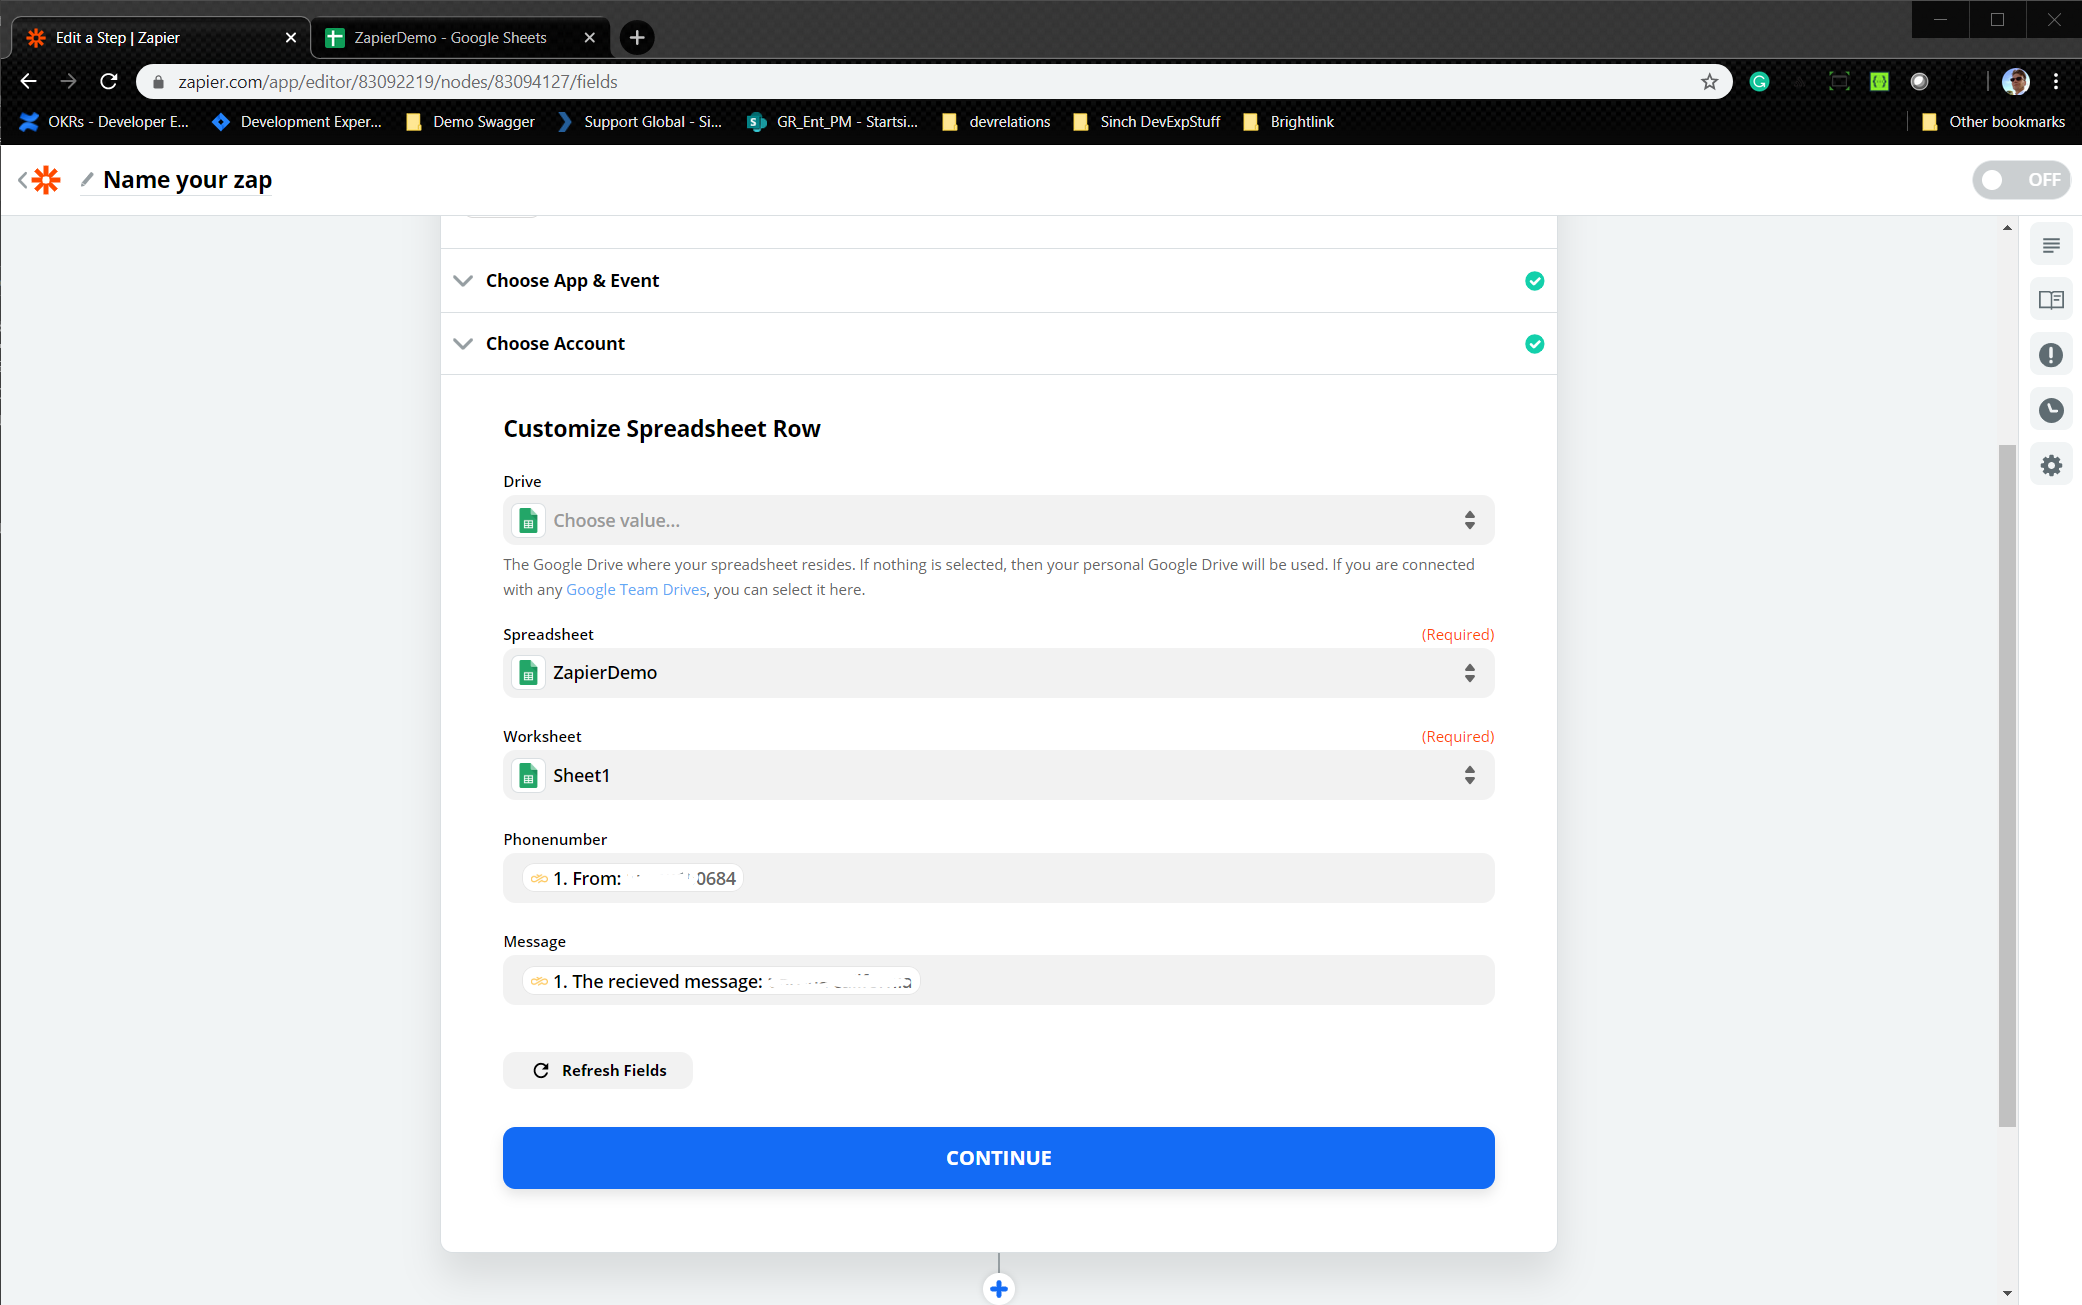 Edit a Step | Zapier
ZapierDemo - Google Sheets
zapier.com/app/editor/83092219/nodes/83094127/fields
OKRs - Developer E...
Development Exper...
Demo Swagger
Support Global - Si...
GR_Ent_PM - Startsi...
devrelations
Sinch DevExpStuff
Brightlink
Other bookmarks
Name your zap
OFF
Choose App & Event
Choose Account
Customize Spreadsheet Row
Drive
Choose value...
The Google Drive where your spreadsheet resides. If nothing is selected, then your personal Google Drive will be used. If you are connected
with any Google Team Drives, you can select it here.
Spreadsheet (Required)
ZapierDemo
Worksheet (Required)
Sheet1
Phonenumber
1. From: 0684
Message
1. The recieved message:
Refresh Fields
CONTINUE